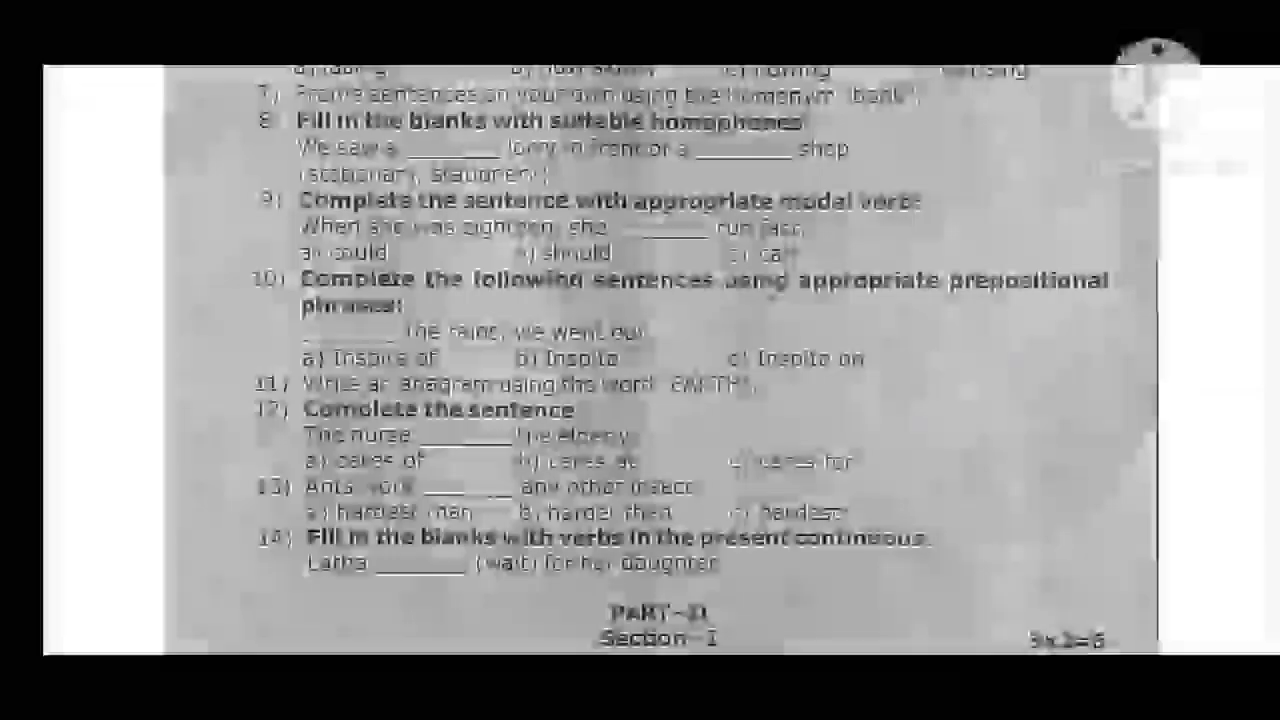 7) Frame sentences on your own using the homonym 'bank'.
8. Fill in the blanks with suitable homophones
We saw a ________ lorry in front of a ________ shop
(stationary, stationery)
9) Complete the sentence with appropriate modal verbs
When she was eighteen, she ________ run fast.
a) could b) should c) can
10) Complete the following sentences using appropriate prepositional
phrases:
________ the rains, we went out.
a) Inspite of b) Inspite c) Inspite on
11) Write an anagram using the word 'EARTH'.
12) Complete the sentence
The nurse ________ the elderly.
a) cares of b) cares at c) cares for
13) Ants work ________ any other insect
a) hardest than b) harder than c) hardest
14) Fill in the blanks with verbs in the present continuous.
Latha ________ (wait) for her daughter
PART-II
Section-I 3x2=6